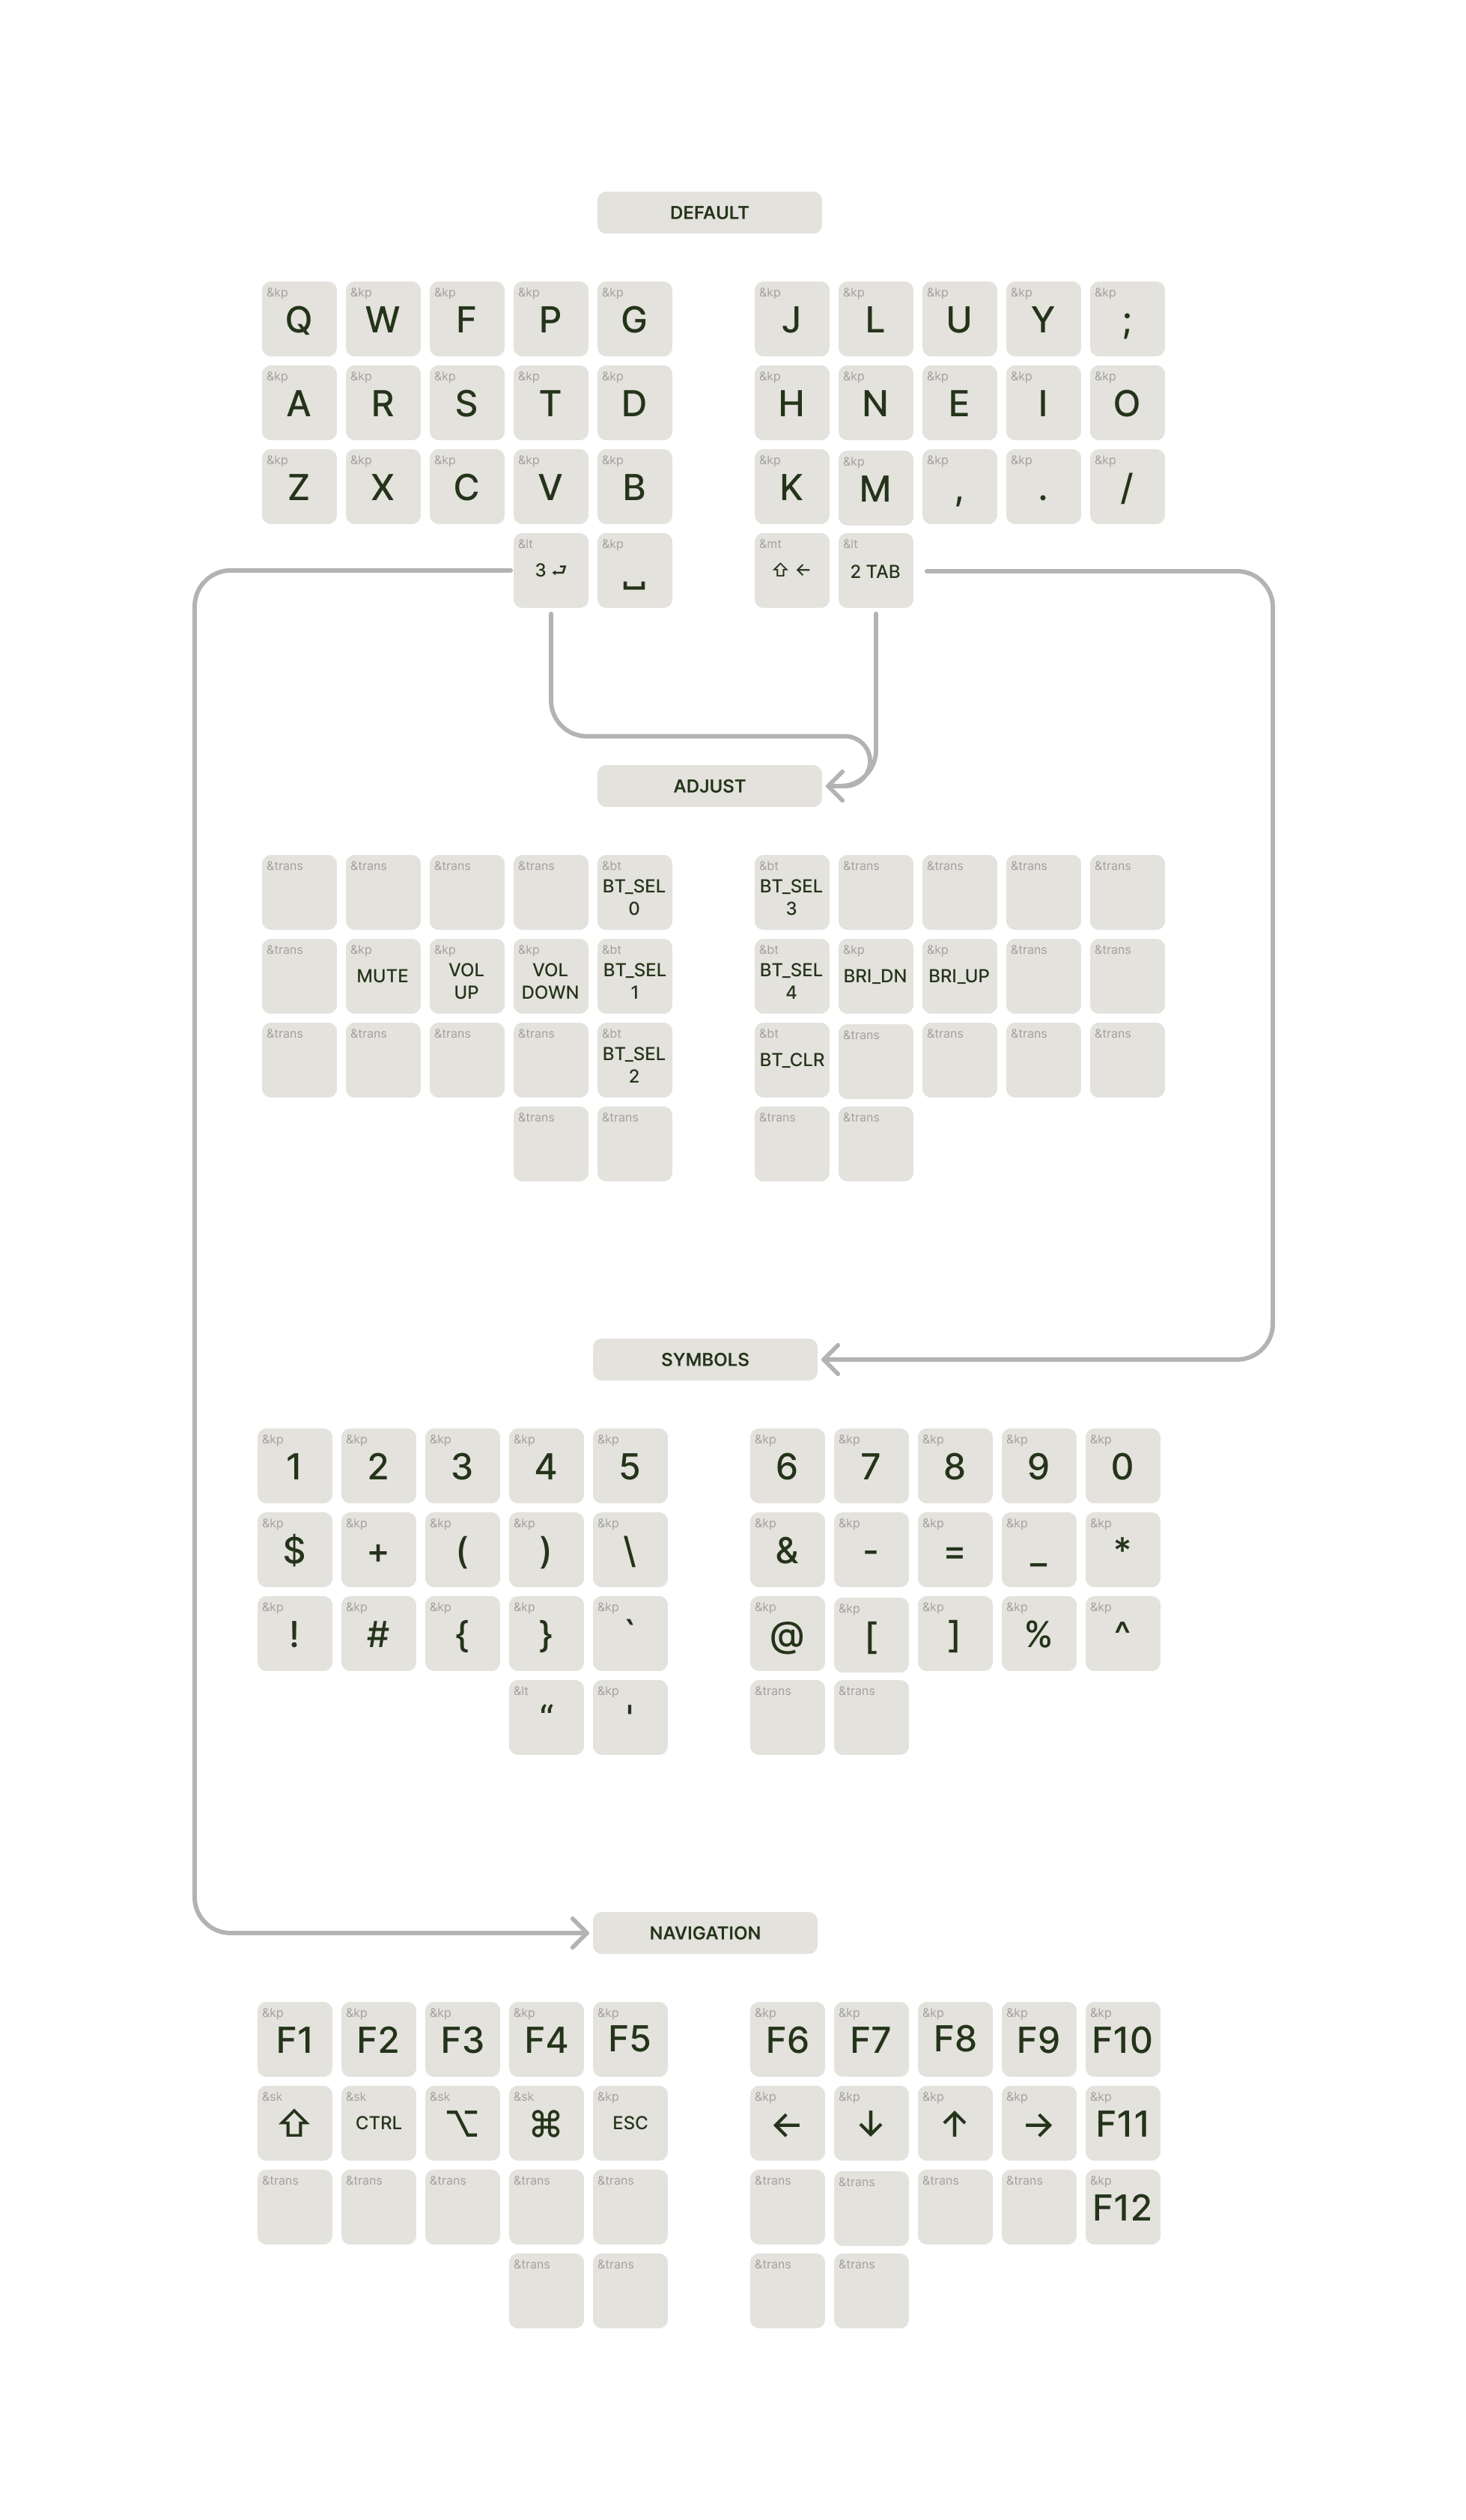 DEFAULT
&kp &kp &kp &kp &kp &kp &kp &kp &kp &kp
Q W F P G J L U Y ;
&kp &kp &kp &kp &kp &kp &kp &kp &kp &kp
A R S T D H N E I O
&kp &kp &kp &kp &kp &kp &kp &kp &kp &kp
Z X C V B K M , . /
&lt &kp &mt &lt
3 ⮐ ⎵ ⇧ ← 2 TAB
ADJUST
&trans &trans &trans &trans &bt &bt &trans &trans &trans &trans
BT_SEL BT_SEL
0 3
&trans &kp &kp &kp &bt &bt &kp &kp &trans &trans
MUTE VOL VOL BT_SEL BT_SEL BRI_DN BRI_UP
UP DOWN 1 4
&trans &trans &trans &trans &bt &bt &trans &trans &trans &trans
BT_SEL BT_CLR
2
&trans &trans &trans &trans
SYMBOLS
&kp &kp &kp &kp &kp &kp &kp &kp &kp &kp
1 2 3 4 5 6 7 8 9 0
&kp &kp &kp &kp &kp &kp &kp &kp &kp &kp
$ + ( ) \ & - = _ *
&kp &kp &kp &kp &kp &kp &kp &kp &kp &kp
! # { } ` @ [ ] % ^
&lt &kp &trans &trans
“ '
NAVIGATION
&kp &kp &kp &kp &kp &kp &kp &kp &kp &kp
F1 F2 F3 F4 F5 F6 F7 F8 F9 F10
&sk &sk &sk &sk &kp &kp &kp &kp &kp &kp
⇧ CTRL ⌥ ⌘ ESC ← ↓ ↑ → F11
&trans &trans &trans &trans &trans &trans &trans &trans &trans &kp
F12
&trans &trans &trans &trans